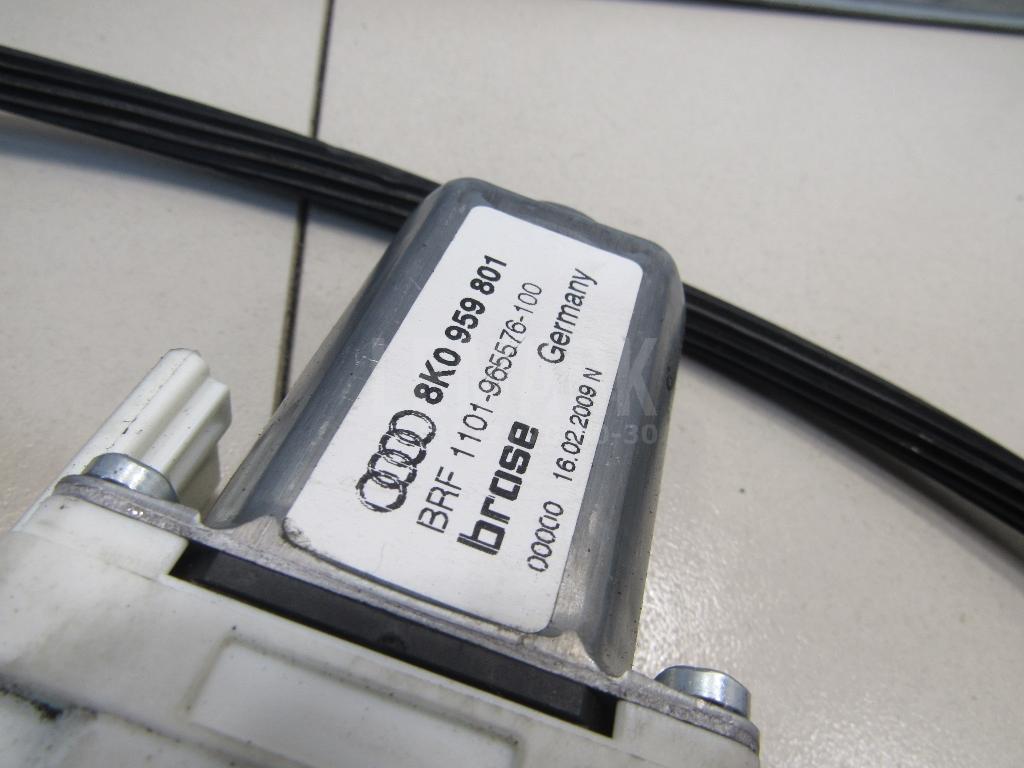 8K0 959 801
BRF 1101-965576-100
brose Germany
00000 16.02.2009 N